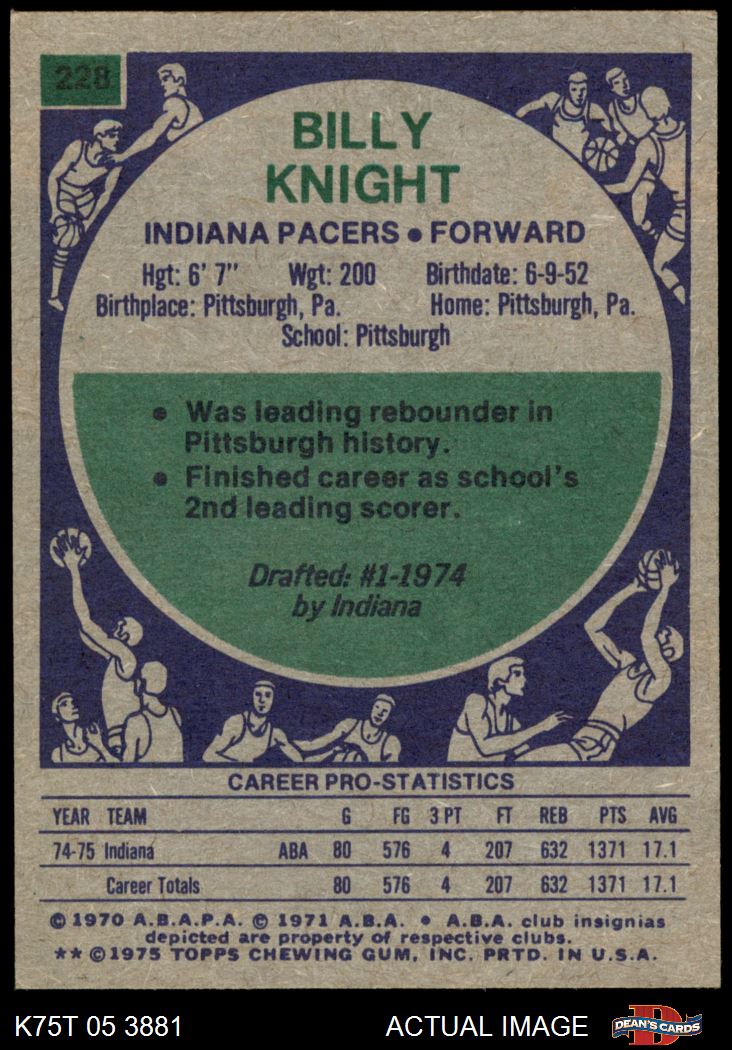 228
BILLY
KNIGHT
INDIANA PACERS • FORWARD
Hgt: 6' 7" Wgt: 200 Birthdate: 6-9-52
Birthplace: Pittsburgh, Pa. Home: Pittsburgh, Pa.
School: Pittsburgh
• Was leading rebounder in
Pittsburgh history.
• Finished career as school's
2nd leading scorer.
Drafted: #1-1974
by Indiana
CAREER PRO-STATISTICS
YEAR TEAM G FG 3 PT FT REB PTS AVG
74-75 Indiana ABA 80 576 4 207 632 1371 17.1
Career Totals 80 576 4 207 632 1371 17.1
© 1970 A.B.A.P.A. © 1971 A.B.A. • A.B.A. club insignias
depicted are property of respective clubs.
** © 1975 TOPPS CHEWING GUM, INC. PRTD. IN U.S.A.
K75T 05 3881 ACTUAL IMAGE D DEAN'S CARDS